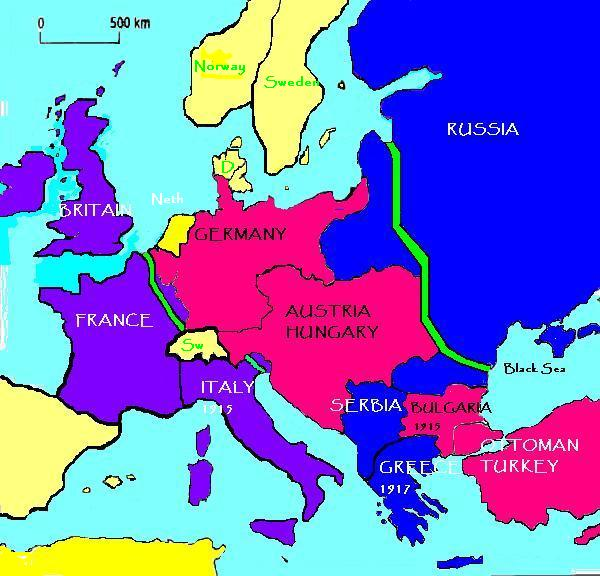 0 500 km
Norway
Sweden
RUSSIA
D
Neth
BRITAIN
GERMANY
AUSTRIA
HUNGARY
FRANCE
Sw
Black Sea
ITALY
1915
SERBIA
BULGARIA
1915
OTTOMAN
TURKEY
GREECE
1917